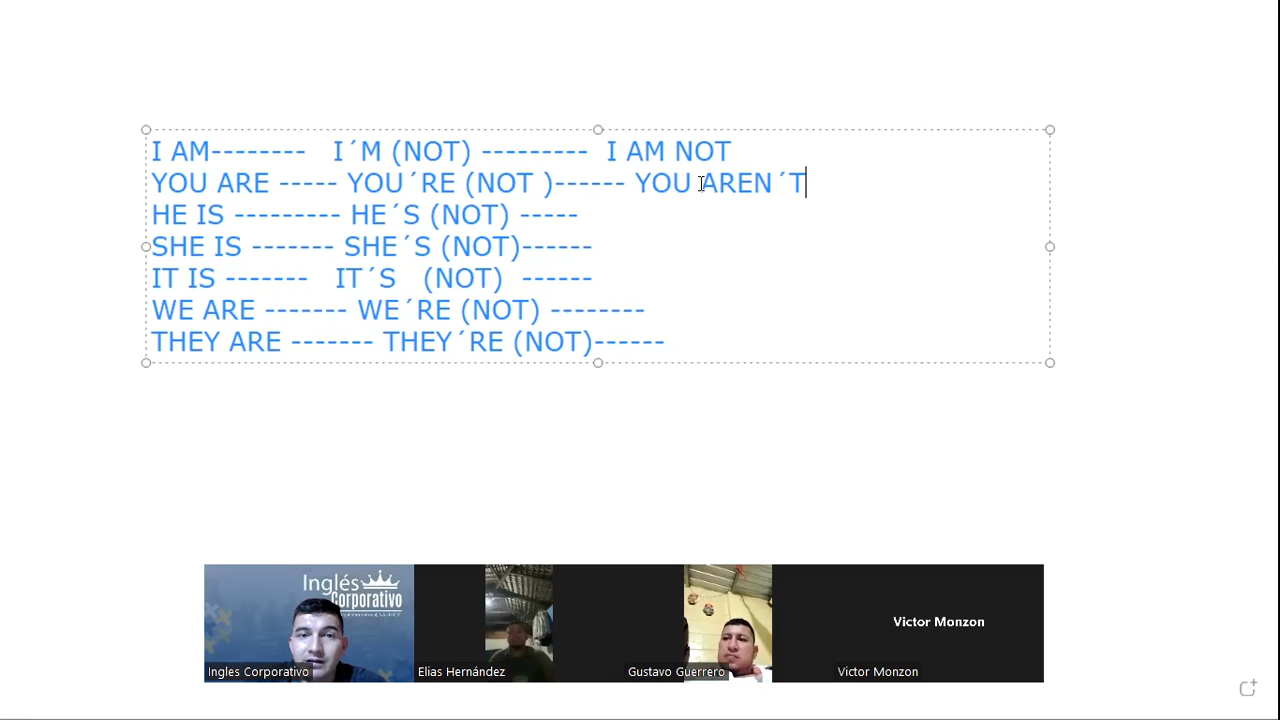 I AM-------- I´M (NOT) --------- I AM NOT
YOU ARE ----- YOU´RE (NOT )------ YOU AREN´T
HE IS --------- HE´S (NOT) -----
SHE IS ------- SHE´S (NOT)------
IT IS ------- IT´S (NOT) ------
WE ARE ------- WE´RE (NOT) --------
THEY ARE ------- THEY´RE (NOT)------
Inglés
Corporativo
Victor Monzon
Ingles Corporativo
Elias Hernández
Gustavo Guerrero
Victor Monzon